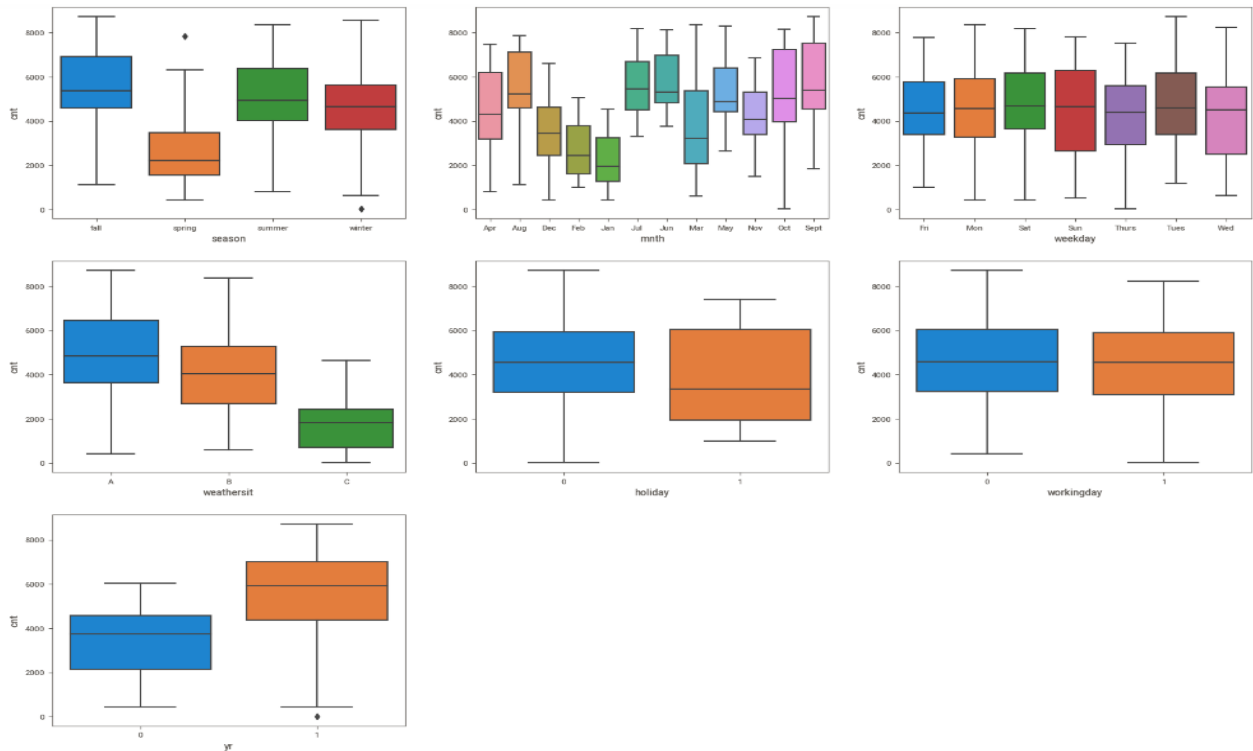 8000
6000
4000
2000
0
cnt
fall spring summer winter
season
8000
6000
4000
2000
0
cnt
Apr Aug Dec Feb Jan Jul Jun Mar May Nov Oct Sept
mnth
8000
6000
4000
2000
0
cnt
Fri Mon Sat Sun Thurs Tues Wed
weekday
8000
6000
4000
2000
0
cnt
A B C
weathersit
8000
6000
4000
2000
0
cnt
0 1
holiday
8000
6000
4000
2000
0
cnt
0 1
workingday
8000
6000
4000
2000
0
cnt
0 1
yr